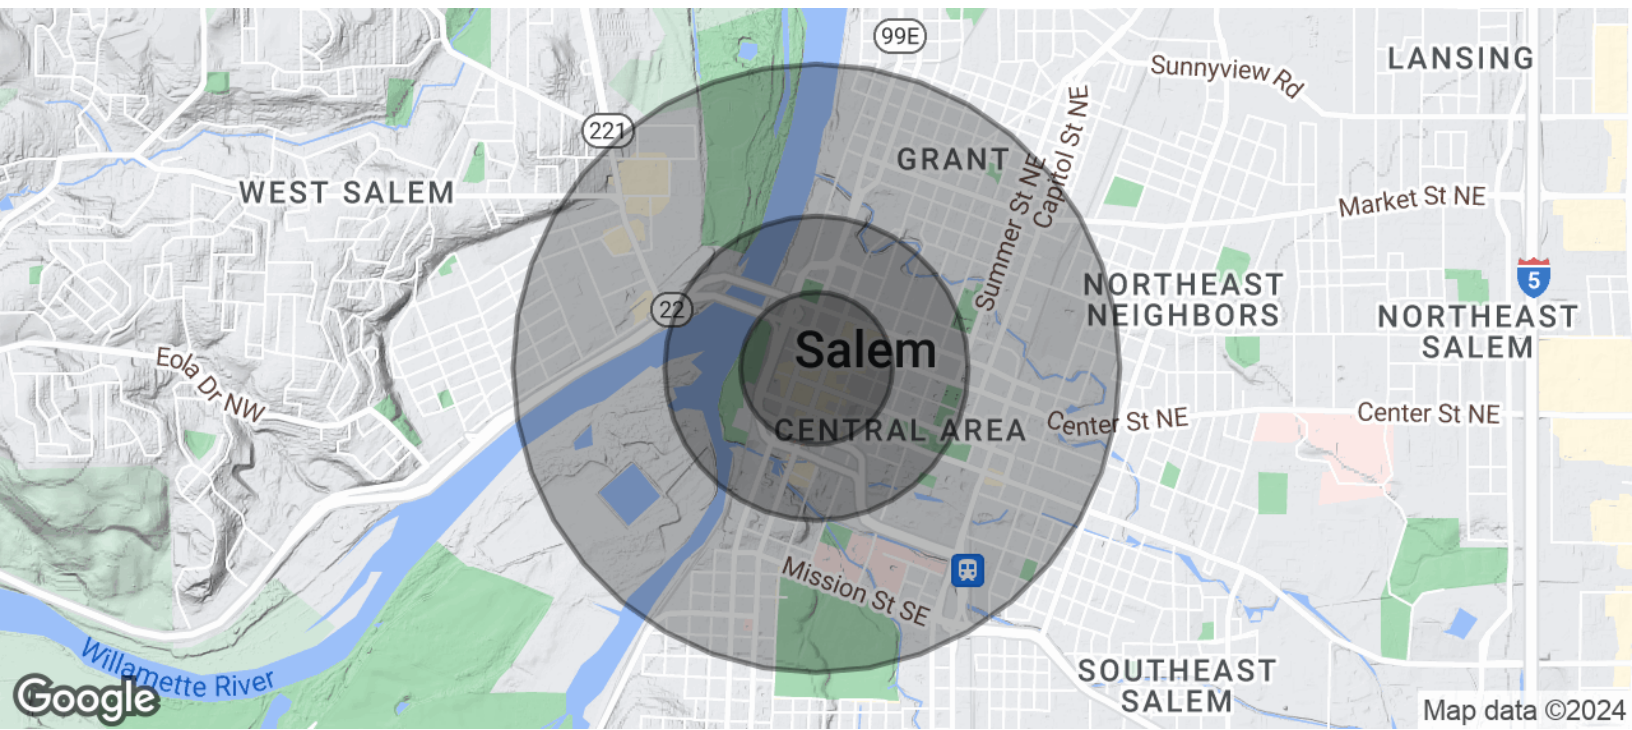 99E
LANSING
Sunnyview Rd
221
GRANT
Capitol St NE
Summer St NE
WEST SALEM
Market St NE
NORTHEAST
NEIGHBORS
5
22
NORTHEAST
SALEM
Salem
Eola Dr NW
CENTRAL AREA
Center St NE
Center St NE
Mission St SE
Willamette River
SOUTHEAST
SALEM
Google
Map data ©2024